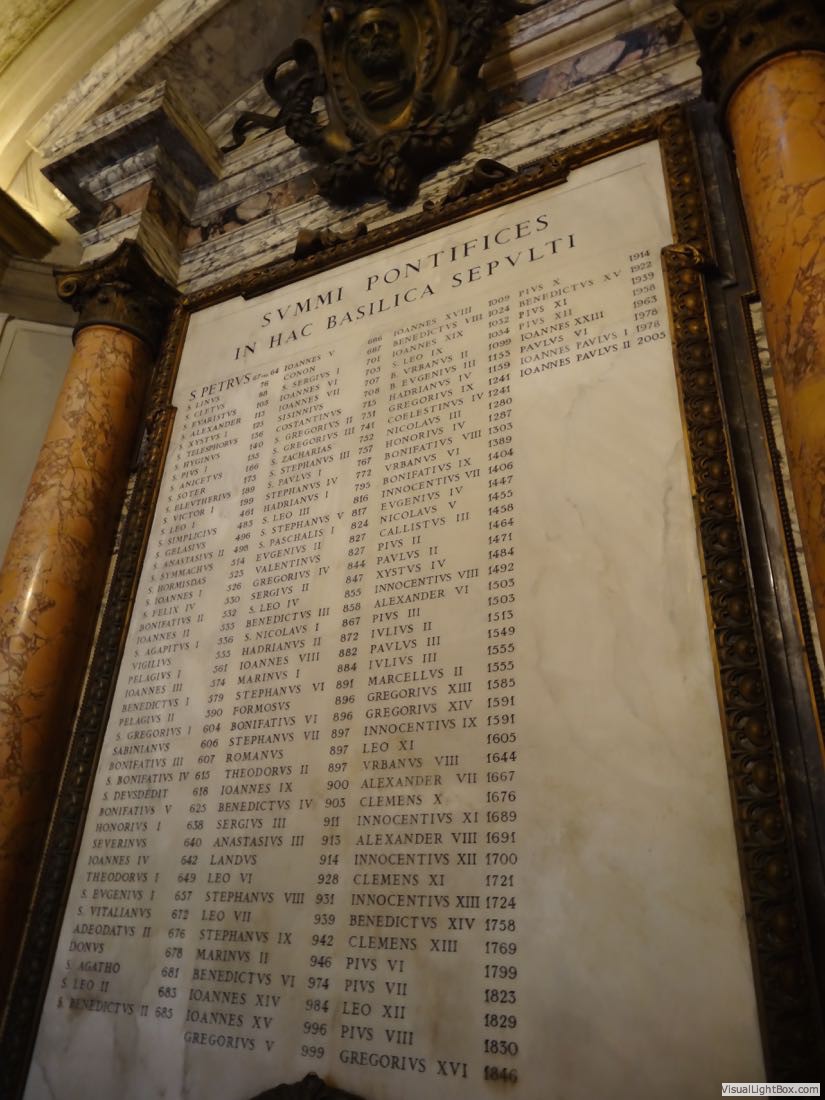 SVMMI PONTIFICES
IN HAC BASILICA SEPVLTI
S. PETRVS 67 vel 64
S. LINVS 76
S. CLETVS 88
S. EVARISTVS 105
S. ALEXANDER 115
S. XYSTVS I 125
S. TELESPHORVS 136
S. HYGINVS 140
S. PIVS I 155
S. ANICETVS 166
S. SOTER 175
S. ELEVTHERIVS 189
S. VICTOR I 199
S. LEO I 461
S. SIMPLICIVS 483
S. GELASIVS 496
S. ANASTASIVS II 498
S. SYMMACHVS 514
S. HORMISDAS 523
S. IOANNES I 526
S. FELIX IV 530
BONIFATIVS II 532
IOANNES II 535
S. AGAPITVS I 536
VIGILIVS 555
PELAGIVS I 561
IOANNES III 574
BENEDICTVS I 579
PELAGIVS II 590
S. GREGORIVS I 604
SABINIANVS 606
BONIFATIVS III 607
S. BONIFATIVS IV 615
S. DEVSDEDIT 618
BONIFATIVS V 625
HONORIVS I 638
SEVERINVS 640
IOANNES IV 642
THEODORVS I 649
S. EVGENIVS I 657
S. VITALIANVS 672
ADEODATVS II 676
DONVS 678
S. AGATHO 681
S. LEO II 683
S. BENEDICTVS II 685
IOANNES V 686
CONON 687
S. SERGIVS I 701
IOANNES VI 705
IOANNES VII 707
SISINNIVS 708
COSTANTINVS 715
S. GREGORIVS II 731
S. GREGORIVS III 741
S. ZACHARIAS 752
S. STEPHANVS III 757
S. PAVLVS I 767
STEPHANVS IV 772
HADRIANVS I 795
S. LEO III 816
S. STEPHANVS V 817
S. PASCHALIS I 824
EVGENIVS II 827
VALENTINVS 827
GREGORIVS IV 844
SERGIVS II 847
S. LEO IV 855
BENEDICTVS III 858
S. NICOLAVS I 867
HADRIANVS II 872
IOANNES VIII 882
MARINVS I 884
STEPHANVS VI 891
FORMOSVS 896
BONIFATIVS VI 896
STEPHANVS VII 897
ROMANVS 897
THEODORVS II 897
IOANNES IX 900
BENEDICTVS IV 903
SERGIVS III 911
ANASTASIVS III 913
LANDVS 914
LEO VI 928
STEPHANVS VIII 931
LEO VII 939
STEPHANVS IX 942
MARINVS II 946
BENEDICTVS VI 974
IOANNES XIV 984
IOANNES XV 996
GREGORIVS V 999
IOANNES XVIII 1009
BENEDICTVS VIII 1024
IOANNES XIX 1032
S. LEO IX 1054
B. VRBANVS II 1099
B. EVGENIVS III 1153
HADRIANVS IV 1159
GREGORIVS IX 1241
COELESTINVS IV 1241
NICOLAVS III 1280
HONORIVS IV 1287
BONIFATIVS VIII 1303
VRBANVS VI 1389
BONIFATIVS IX 1404
INNOCENTIVS VII 1406
EVGENIVS IV 1447
NICOLAVS V 1455
CALLISTVS III 1458
PIVS II 1464
PAVLVS II 1471
XYSTVS IV 1484
INNOCENTIVS VIII 1492
ALEXANDER VI 1503
PIVS III 1503
IVLIVS II 1513
PAVLVS III 1549
IVLIVS III 1555
MARCELLVS II 1555
GREGORIVS XIII 1585
GREGORIVS XIV 1591
INNOCENTIVS IX 1591
LEO XI 1605
VRBANVS VIII 1644
ALEXANDER VII 1667
CLEMENS X 1676
INNOCENTIVS XI 1689
ALEXANDER VIII 1691
INNOCENTIVS XII 1700
CLEMENS XI 1721
INNOCENTIVS XIII 1724
BENEDICTVS XIV 1758
CLEMENS XIII 1769
PIVS VI 1799
PIVS VII 1823
LEO XII 1829
PIVS VIII 1830
GREGORIVS XVI 1846
PIVS X 1914
BENEDICTVS XV 1922
PIVS XI 1939
PIVS XII 1958
IOANNES XXIII 1963
PAVLVS VI 1978
IOANNES PAVLVS I 1978
IOANNES PAVLVS II 2005
VisualLightBox.com